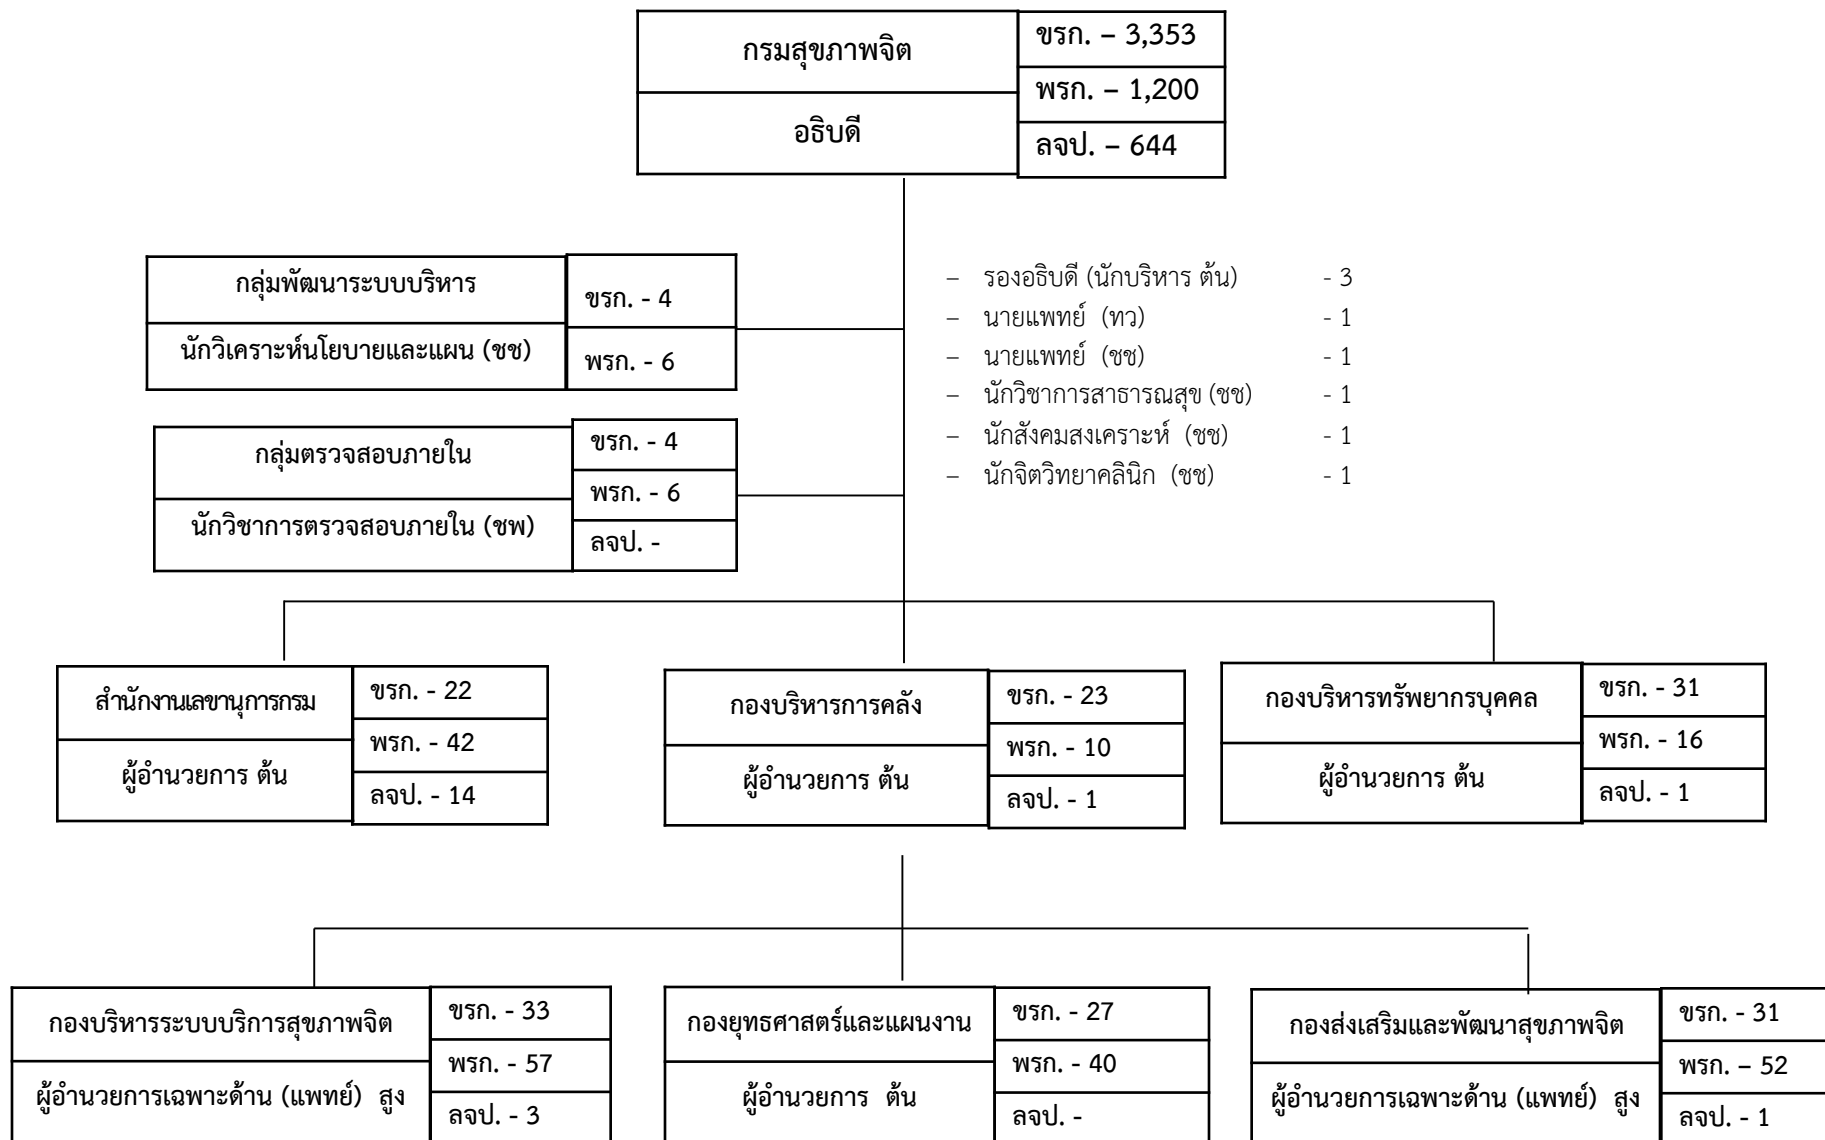 กรมสุขภาพจิต
อธิบดี
ขรก. – 3,353
พรก. – 1,200
ลจป. – 644
กลุ่มพัฒนาระบบบริหาร
นักวิเคราะห์นโยบายและแผน (ชช)
ขรก. - 4
พรก. - 6
– รองอธิบดี (นักบริหาร ต้น) - 3
– นายแพทย์ (ทว) - 1
– นายแพทย์ (ชช) - 1
– นักวิชาการสาธารณสุข (ชช) - 1
– นักสังคมสงเคราะห์ (ชช) - 1
– นักจิตวิทยาคลินิก (ชช) - 1
กลุ่มตรวจสอบภายใน
นักวิชาการตรวจสอบภายใน (ชพ)
ขรก. - 4
พรก. - 6
ลจป. -
สำนักงานเลขานุการกรม
ผู้อำนวยการ ต้น
ขรก. - 22
พรก. - 42
ลจป. - 14
กองบริหารการคลัง
ผู้อำนวยการ ต้น
ขรก. - 23
พรก. - 10
ลจป. - 1
กองบริหารทรัพยากรบุคคล
ผู้อำนวยการ ต้น
ขรก. - 31
พรก. - 16
ลจป. - 1
กองบริหารระบบบริการสุขภาพจิต
ผู้อำนวยการเฉพาะด้าน (แพทย์) สูง
ขรก. - 33
พรก. - 57
ลจป. - 3
กองยุทธศาสตร์และแผนงาน
ผู้อำนวยการ ต้น
ขรก. - 27
พรก. - 40
ลจป. -
กองส่งเสริมและพัฒนาสุขภาพจิต
ผู้อำนวยการเฉพาะด้าน (แพทย์) สูง
ขรก. - 31
พรก. – 52
ลจป. - 1